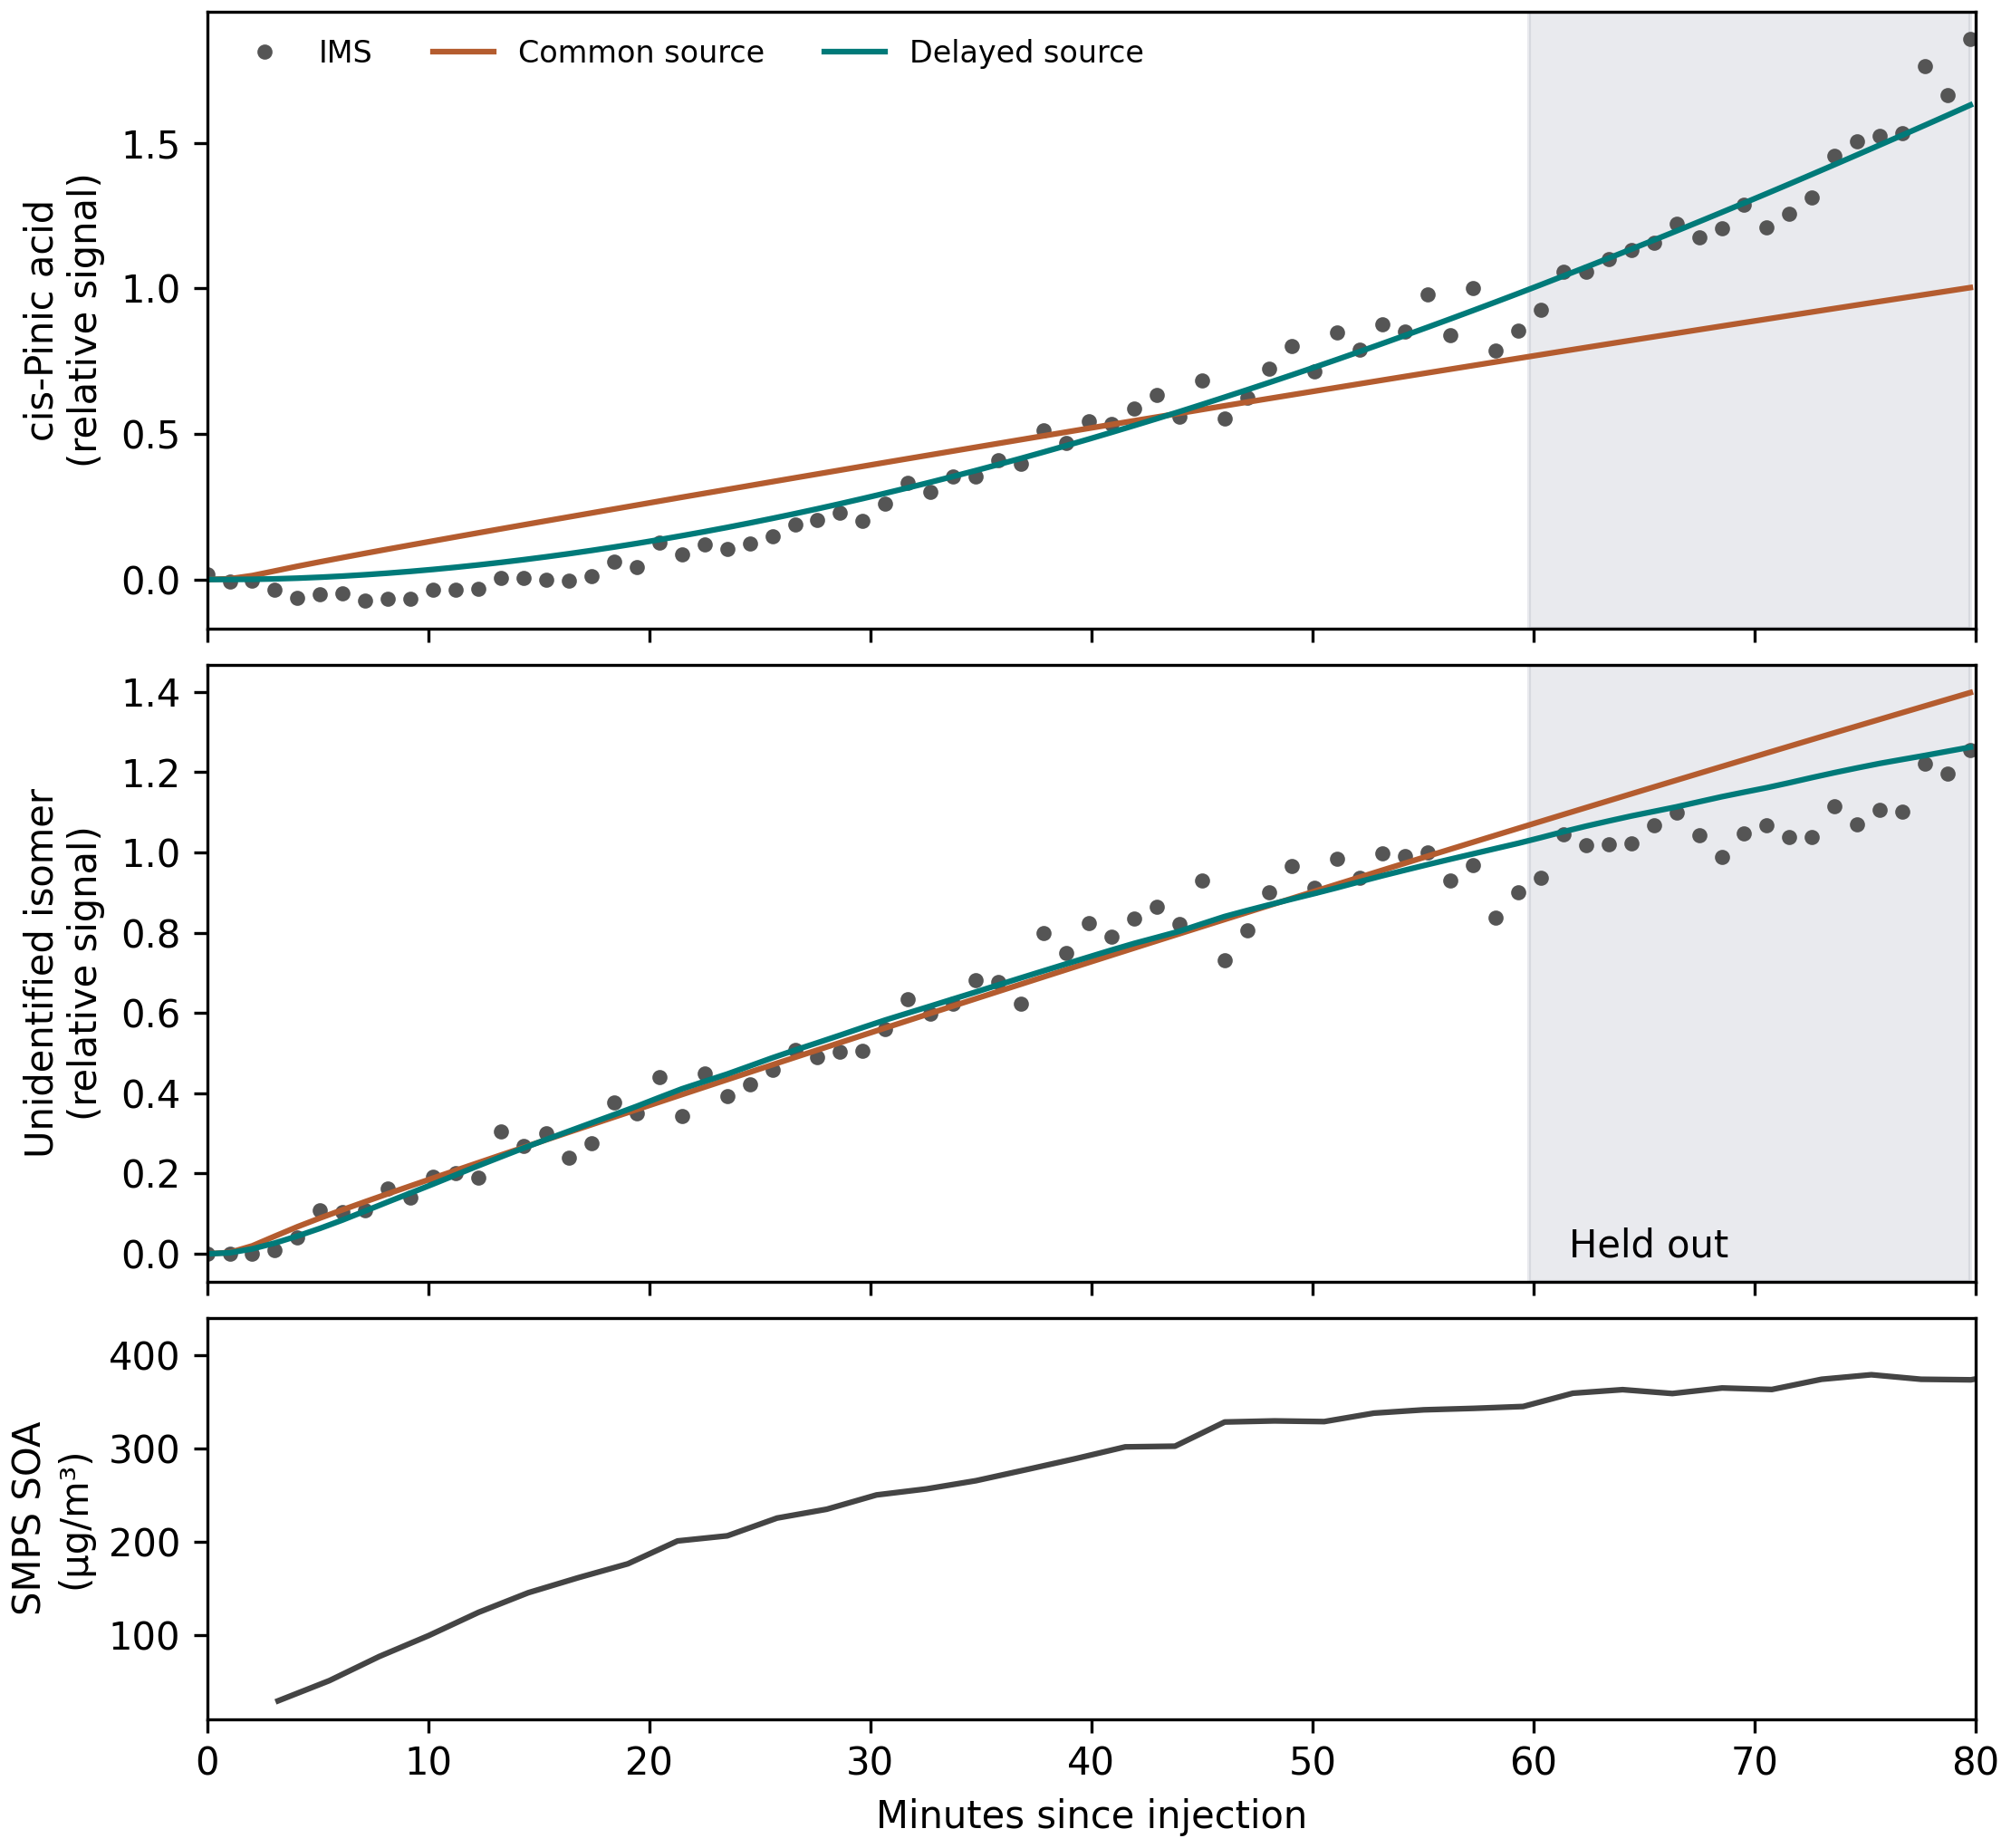 IMS
Common source
Delayed source
cis-Pinic acid
(relative signal)
1.5
1.0
0.5
0.0
Unidentified isomer
(relative signal)
1.4
1.2
1.0
0.8
0.6
0.4
0.2
0.0
Held out
SMPS SOA
(µg/m³)
400
300
200
100
0 10 20 30 40 50 60 70 80
Minutes since injection